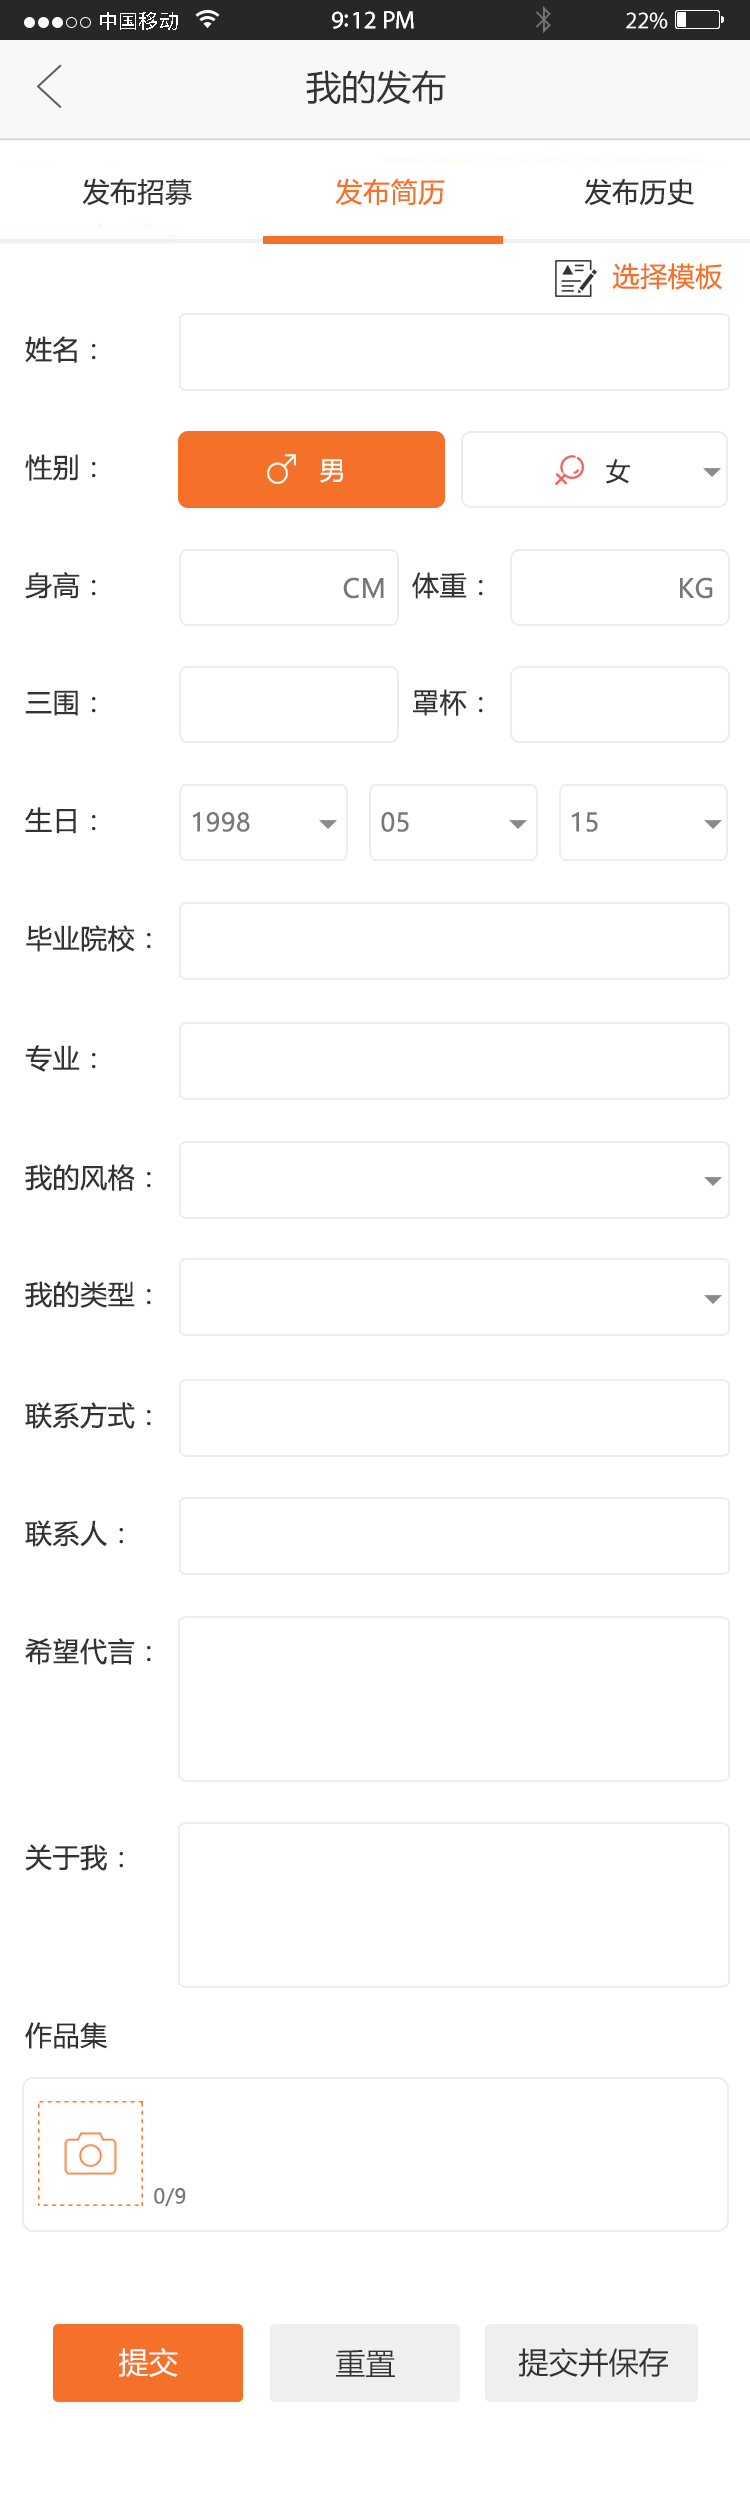 中国移动 9:12 PM 22%
我的发布
发布招募 发布简历 发布历史
选择模板
姓名：
性别： 男 女
身高： CM 体重： KG
三围： 罩杯：
生日： 1998 05 15
毕业院校：
专业：
我的风格：
我的类型：
联系方式：
联系人：
希望代言：
关于我：
作品集
0/9
提交 重置 提交并保存